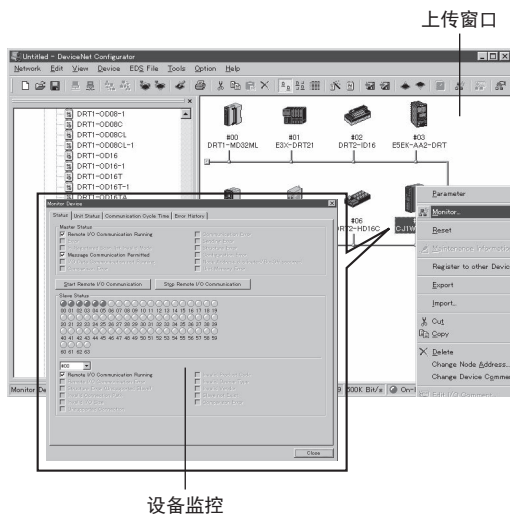 上传窗口
Untitled - DeviceNet Configurator
Network Edit View Device EDS File Tools Option Help
DRT1-OD08-1
DRT1-OD08C
DRT1-OD08CL
DRT1-OD08CL-1
DRT1-OD16
DRT1-OD16-1
DRT1-OD16T
DRT1-OD16T-1
DRT1-OD16TA
#00
DRT1-MD32ML
#01
E3X-DRT21
#02
DRT2-ID16
#03
E5EK-AA2-DRT
#06
RT2-HD16C
CJ1W
Parameter
Monitor...
Reset
Maintenance Information
Register to other Devic
Export
Import...
Cut
Copy
Delete
Change Node Address...
Change Device Comme
Edit I/O Comment...
Monitor Device
Status Unit Status Communication Cycle Time Error History
Master Status
Remote I/O Communication Running
Message Communication Permitted
Start Remote I/O Communication
Stop Remote I/O Communication
Slave Status
00 01 02 03 04 05 06 07 08 09 10 11 12 13 14 15 16 17 18 19
20 21 22 23 24 25 26 27 28 29 30 31 32 33 34 35 36 37 38 39
40 41 42 43 44 45 46 47 48 49 50 51 52 53 54 55 56 57 58 59
60 61 62 63
#00
Remote I/O Communication Running
Close
Monitor De
500K Bit/s
On-l
设备监控